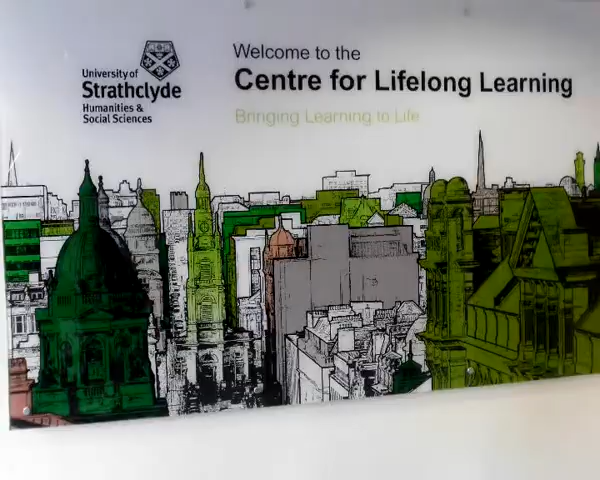 University of
Strathclyde
Humanities &
Social Sciences
Welcome to the
Centre for Lifelong Learning
Bringing Learning to Life